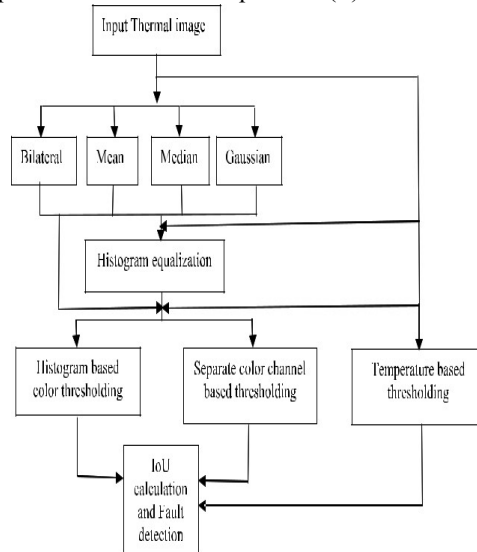 Input Thermal image
Bilateral
Mean
Median
Gaussian
Histogram equalization
Histogram based
color thresholding
Separate color channel
based thresholding
Temperature based
thresholding
IoU
calculation
and Fault
detection